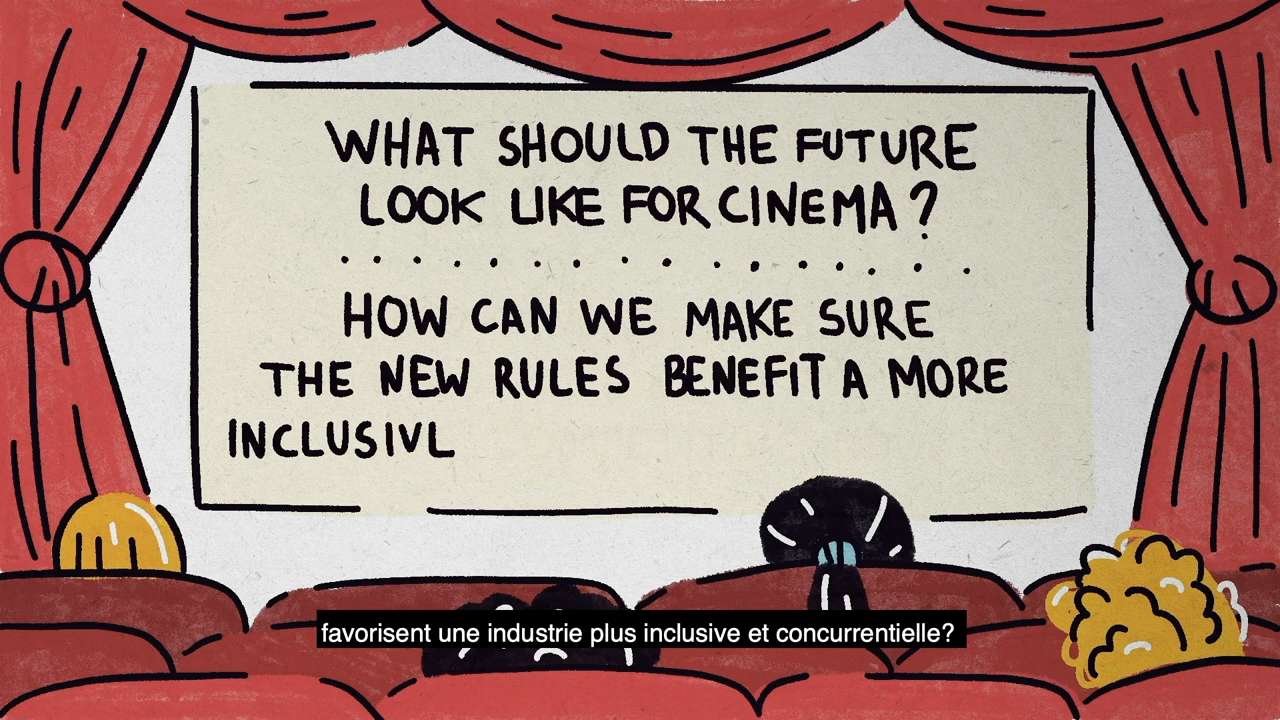 WHAT SHOULD THE FUTURE
LOOK LIKE FOR CINEMA?
HOW CAN WE MAKE SURE
THE NEW RULES BENEFIT A MORE
INCLUSIVL
favorisent une industrie plus inclusive et concurrentielle?